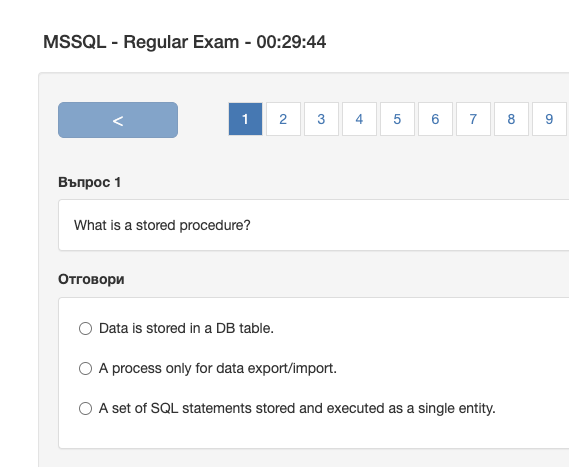 MSSQL - Regular Exam - 00:29:44
< 1 2 3 4 5 6 7 8 9
Въпрос 1
What is a stored procedure?
Отговори
Data is stored in a DB table.
A process only for data export/import.
A set of SQL statements stored and executed as a single entity.